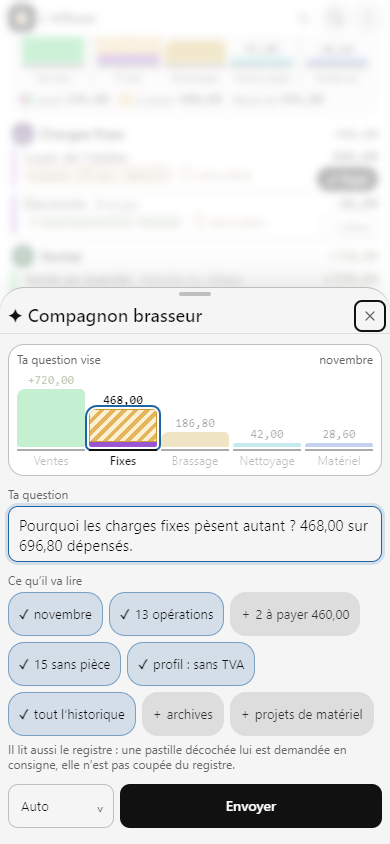 ✦ Compagnon brasseur
Ta question vise novembre
+720,00
468,00
186,80
42,00
28,60
Ventes
Fixes
Brassage
Nettoyage
Matériel
Ta question
Pourquoi les charges fixes pèsent autant ? 468,00 sur
696,80 dépensés.
Ce qu’il va lire
✓ novembre
✓ 13 opérations
+ 2 à payer 460,00
✓ 15 sans pièce
✓ profil : sans TVA
✓ tout l’historique
+ archives
+ projets de matériel
Il lit aussi le registre : une pastille décochée lui est demandée en
consigne, elle n’est pas coupée du registre.
Auto
Envoyer